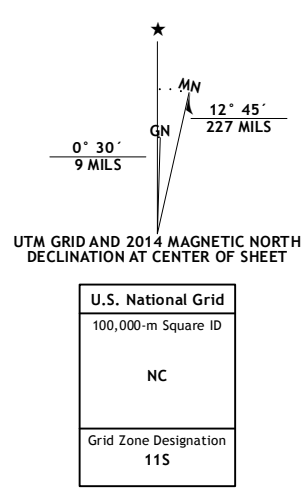 ★
MN
12° 45´
227 MILS
GN
0° 30´
9 MILS
UTM GRID AND 2014 MAGNETIC NORTH
DECLINATION AT CENTER OF SHEET
U.S. National Grid
100,000-m Square ID
NC
Grid Zone Designation
11S